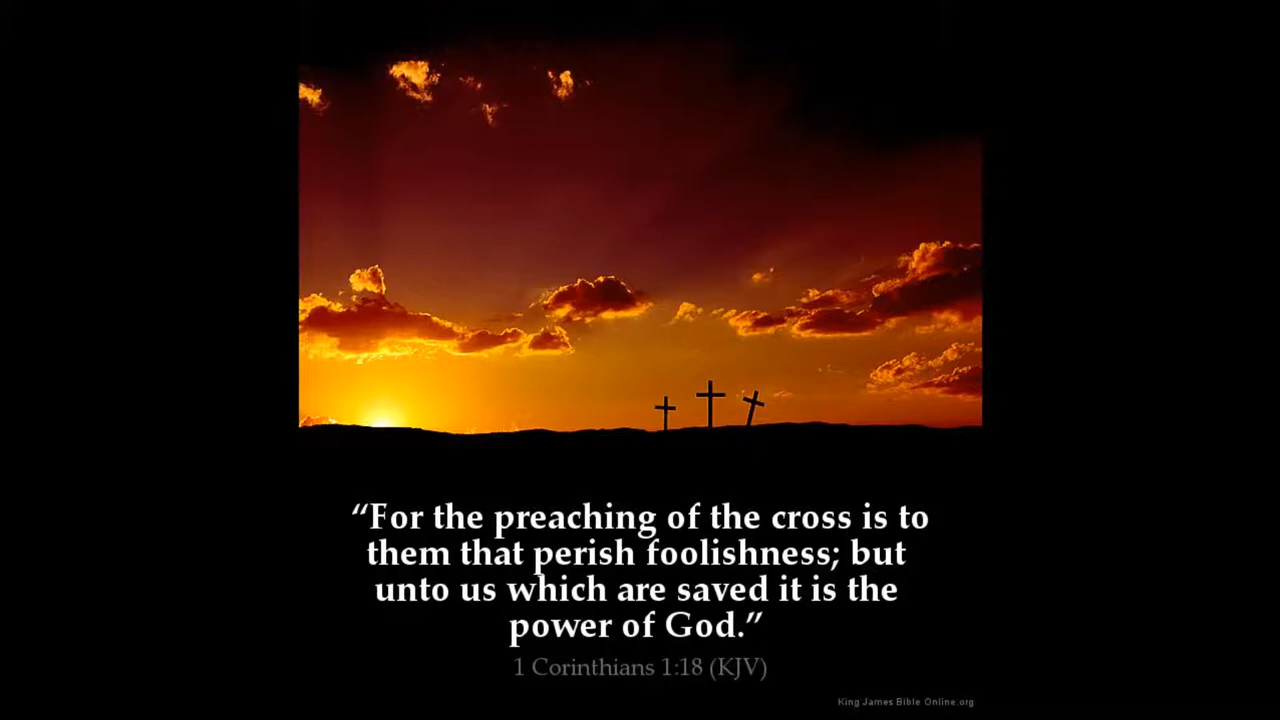 “For the preaching of the cross is to
them that perish foolishness; but
unto us which are saved it is the
power of God.”
1 Corinthians 1:18 (KJV)
King James Bible Online.org